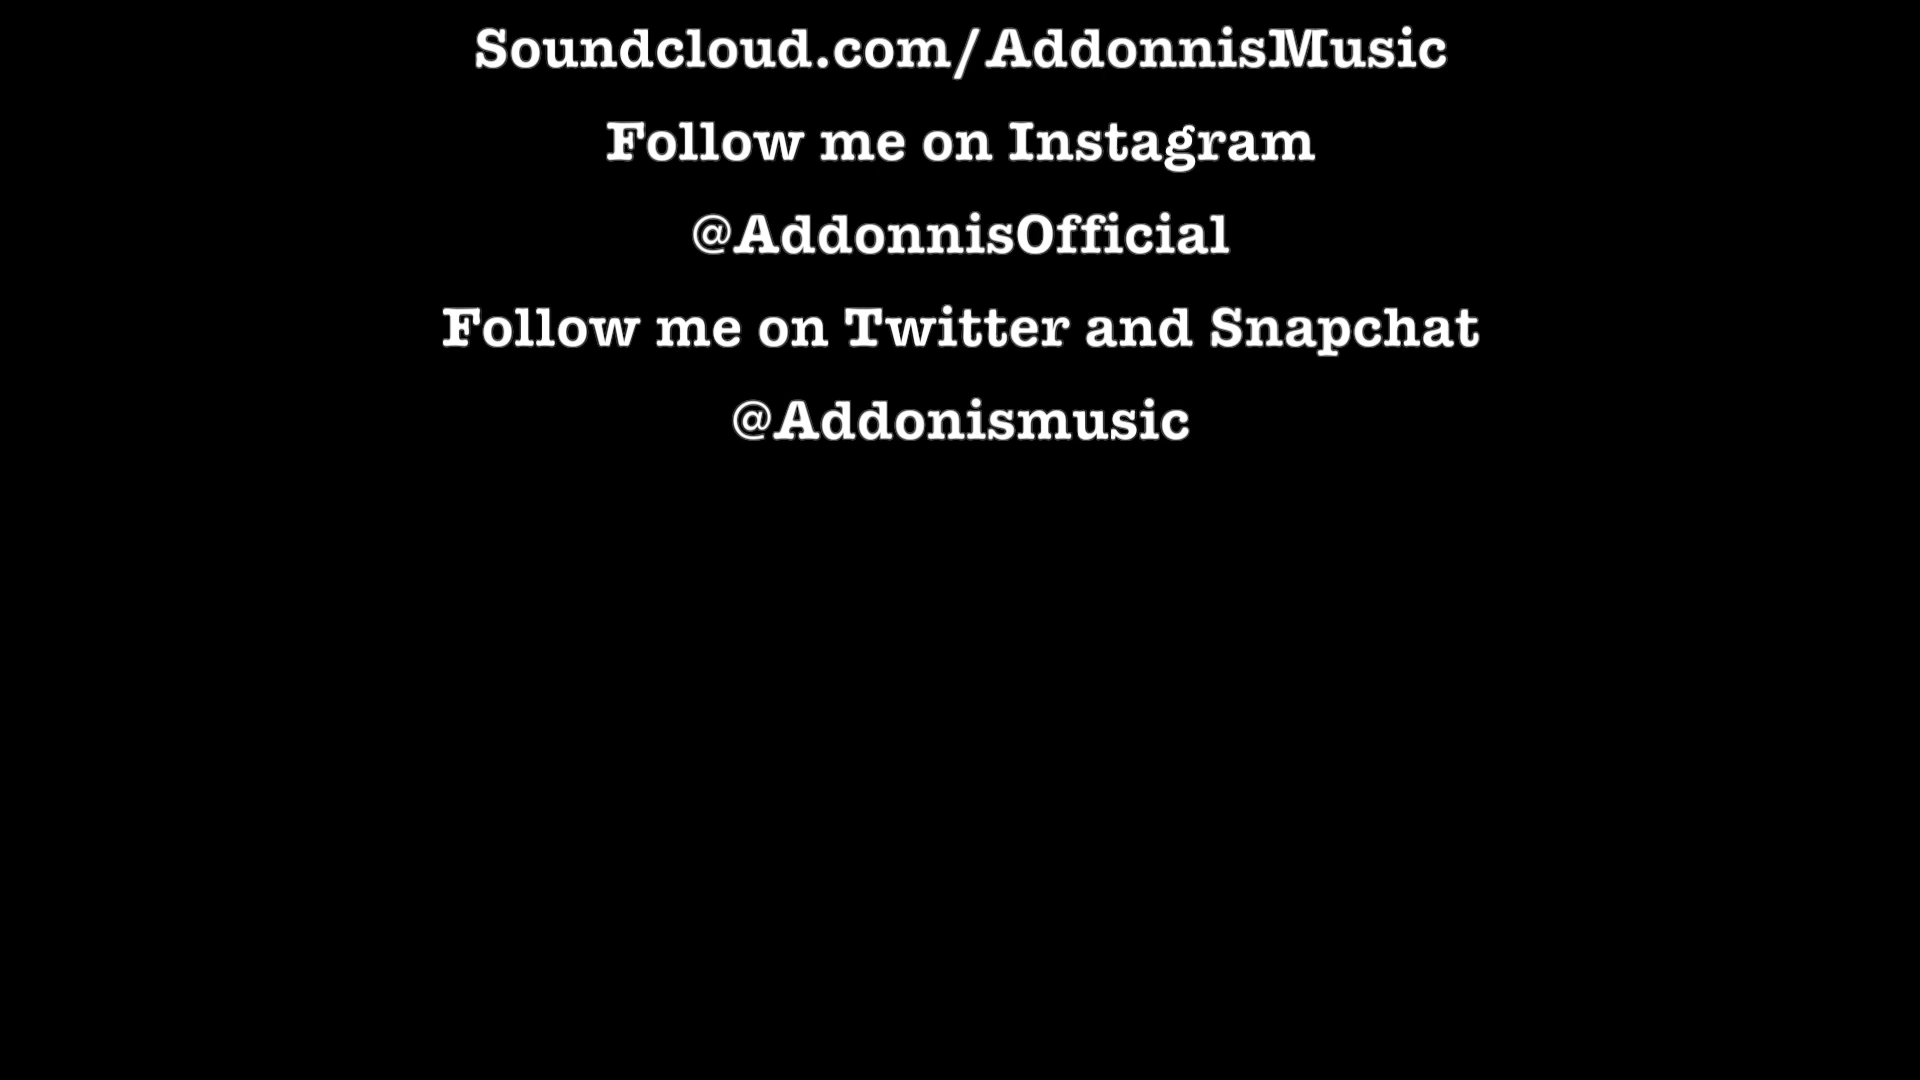 Soundcloud.com/AddonnisMusic
Follow me on Instagram
@AddonnisOfficial
Follow me on Twitter and Snapchat
@Addonismusic